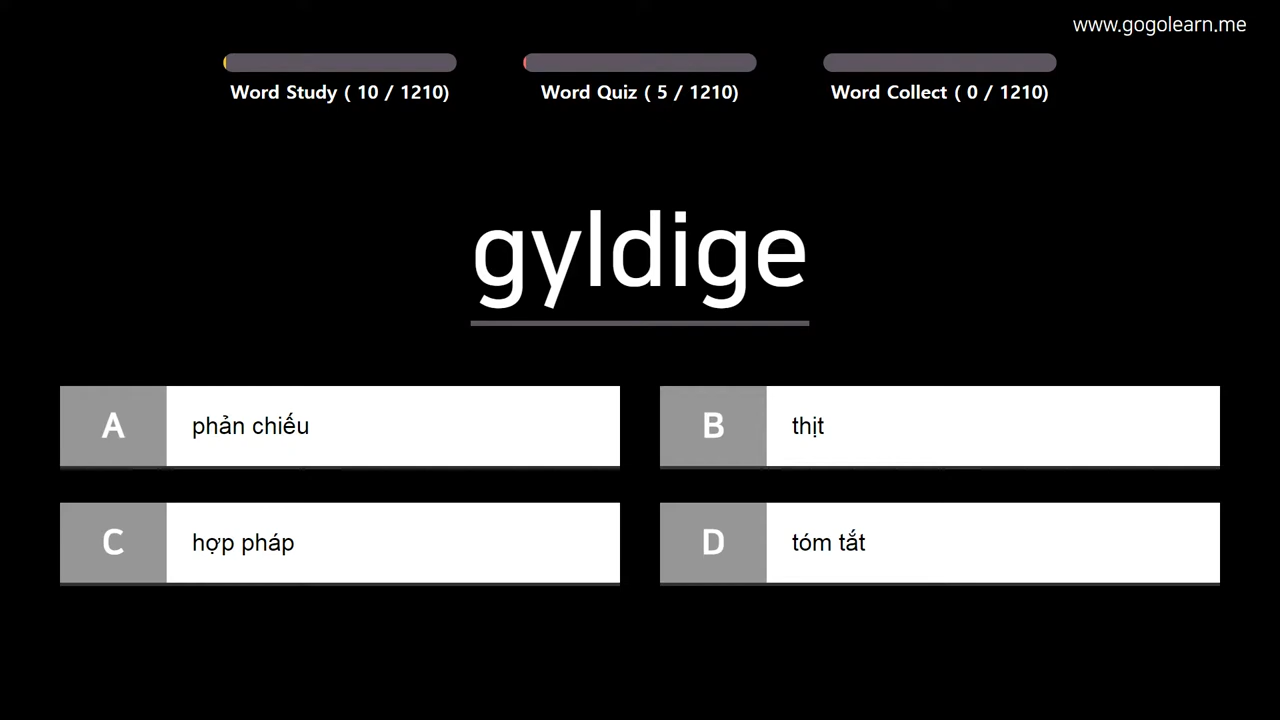 www.gogolearn.me
Word Study ( 10 / 1210)
Word Quiz ( 5 / 1210)
Word Collect ( 0 / 1210)
gyldige
A phản chiếu
B thịt
C hợp pháp
D tóm tắt